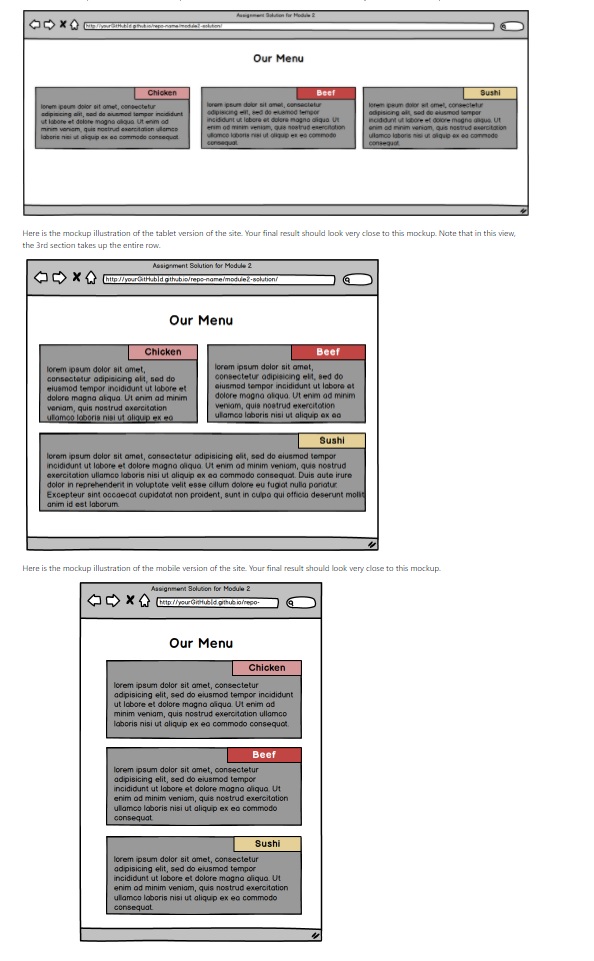 Assignment Solution for Module 2
http://yourGitHubId.github.io/repo-name/module2-solution/
Our Menu
Chicken
lorem ipsum dolor sit amet, consectetur
adipisicing elit, sed do eiusmod tempor incididunt
ut labore et dolore magna aliqua. Ut enim ad
minim veniam, quis nostrud exercitation ullamco
laboris nisi ut aliquip ex ea commodo consequat.
Beef
lorem ipsum dolor sit amet, consectetur
adipisicing elit, sed do eiusmod tempor
incididunt ut labore et dolore magna aliqua. Ut
enim ad minim veniam, quis nostrud exercitation
ullamco laboris nisi ut aliquip ex ea commodo
consequat.
Sushi
lorem ipsum dolor sit amet, consectetur
adipisicing elit, sed do eiusmod tempor
incididunt ut labore et dolore magna aliqua. Ut
enim ad minim veniam, quis nostrud exercitation
ullamco laboris nisi ut aliquip ex ea commodo
consequat.
Here is the mockup illustration of the tablet version of the site. Your final result should look very close to this mockup. Note that in this view,
the 3rd section takes up the entire row.
Assignment Solution for Module 2
http://yourGitHubId.github.io/repo-name/module2-solution/
Our Menu
Chicken
lorem ipsum dolor sit amet,
consectetur adipisicing elit, sed do
eiusmod tempor incididunt ut labore et
dolore magna aliqua. Ut enim ad minim
veniam, quis nostrud exercitation
ullamco laboris nisi ut aliquip ex ea
Beef
lorem ipsum dolor sit amet,
consectetur adipisicing elit, sed do
eiusmod tempor incididunt ut labore et
dolore magna aliqua. Ut enim ad minim
veniam, quis nostrud exercitation
ullamco laboris nisi ut aliquip ex ea
Sushi
lorem ipsum dolor sit amet, consectetur adipisicing elit, sed do eiusmod tempor
incididunt ut labore et dolore magna aliqua. Ut enim ad minim veniam, quis nostrud
exercitation ullamco laboris nisi ut aliquip ex ea commodo consequat. Duis aute irure
dolor in reprehenderit in voluptate velit esse cillum dolore eu fugiat nulla pariatur.
Excepteur sint occaecat cupidatat non proident, sunt in culpa qui officia deserunt mollit
anim id est laborum.
Here is the mockup illustration of the mobile version of the site. Your final result should look very close to this mockup.
Assignment Solution for Module 2
http://yourGitHubId.github.io/repo-
Our Menu
Chicken
lorem ipsum dolor sit amet, consectetur
adipisicing elit, sed do eiusmod tempor incididunt
ut labore et dolore magna aliqua. Ut enim ad
minim veniam, quis nostrud exercitation ullamco
laboris nisi ut aliquip ex ea commodo consequat.
Beef
lorem ipsum dolor sit amet, consectetur
adipisicing elit, sed do eiusmod tempor
incididunt ut labore et dolore magna aliqua. Ut
enim ad minim veniam, quis nostrud exercitation
ullamco laboris nisi ut aliquip ex ea commodo
consequat.
Sushi
lorem ipsum dolor sit amet, consectetur
adipisicing elit, sed do eiusmod tempor
incididunt ut labore et dolore magna aliqua. Ut
enim ad minim veniam, quis nostrud exercitation
ullamco laboris nisi ut aliquip ex ea commodo
consequat.